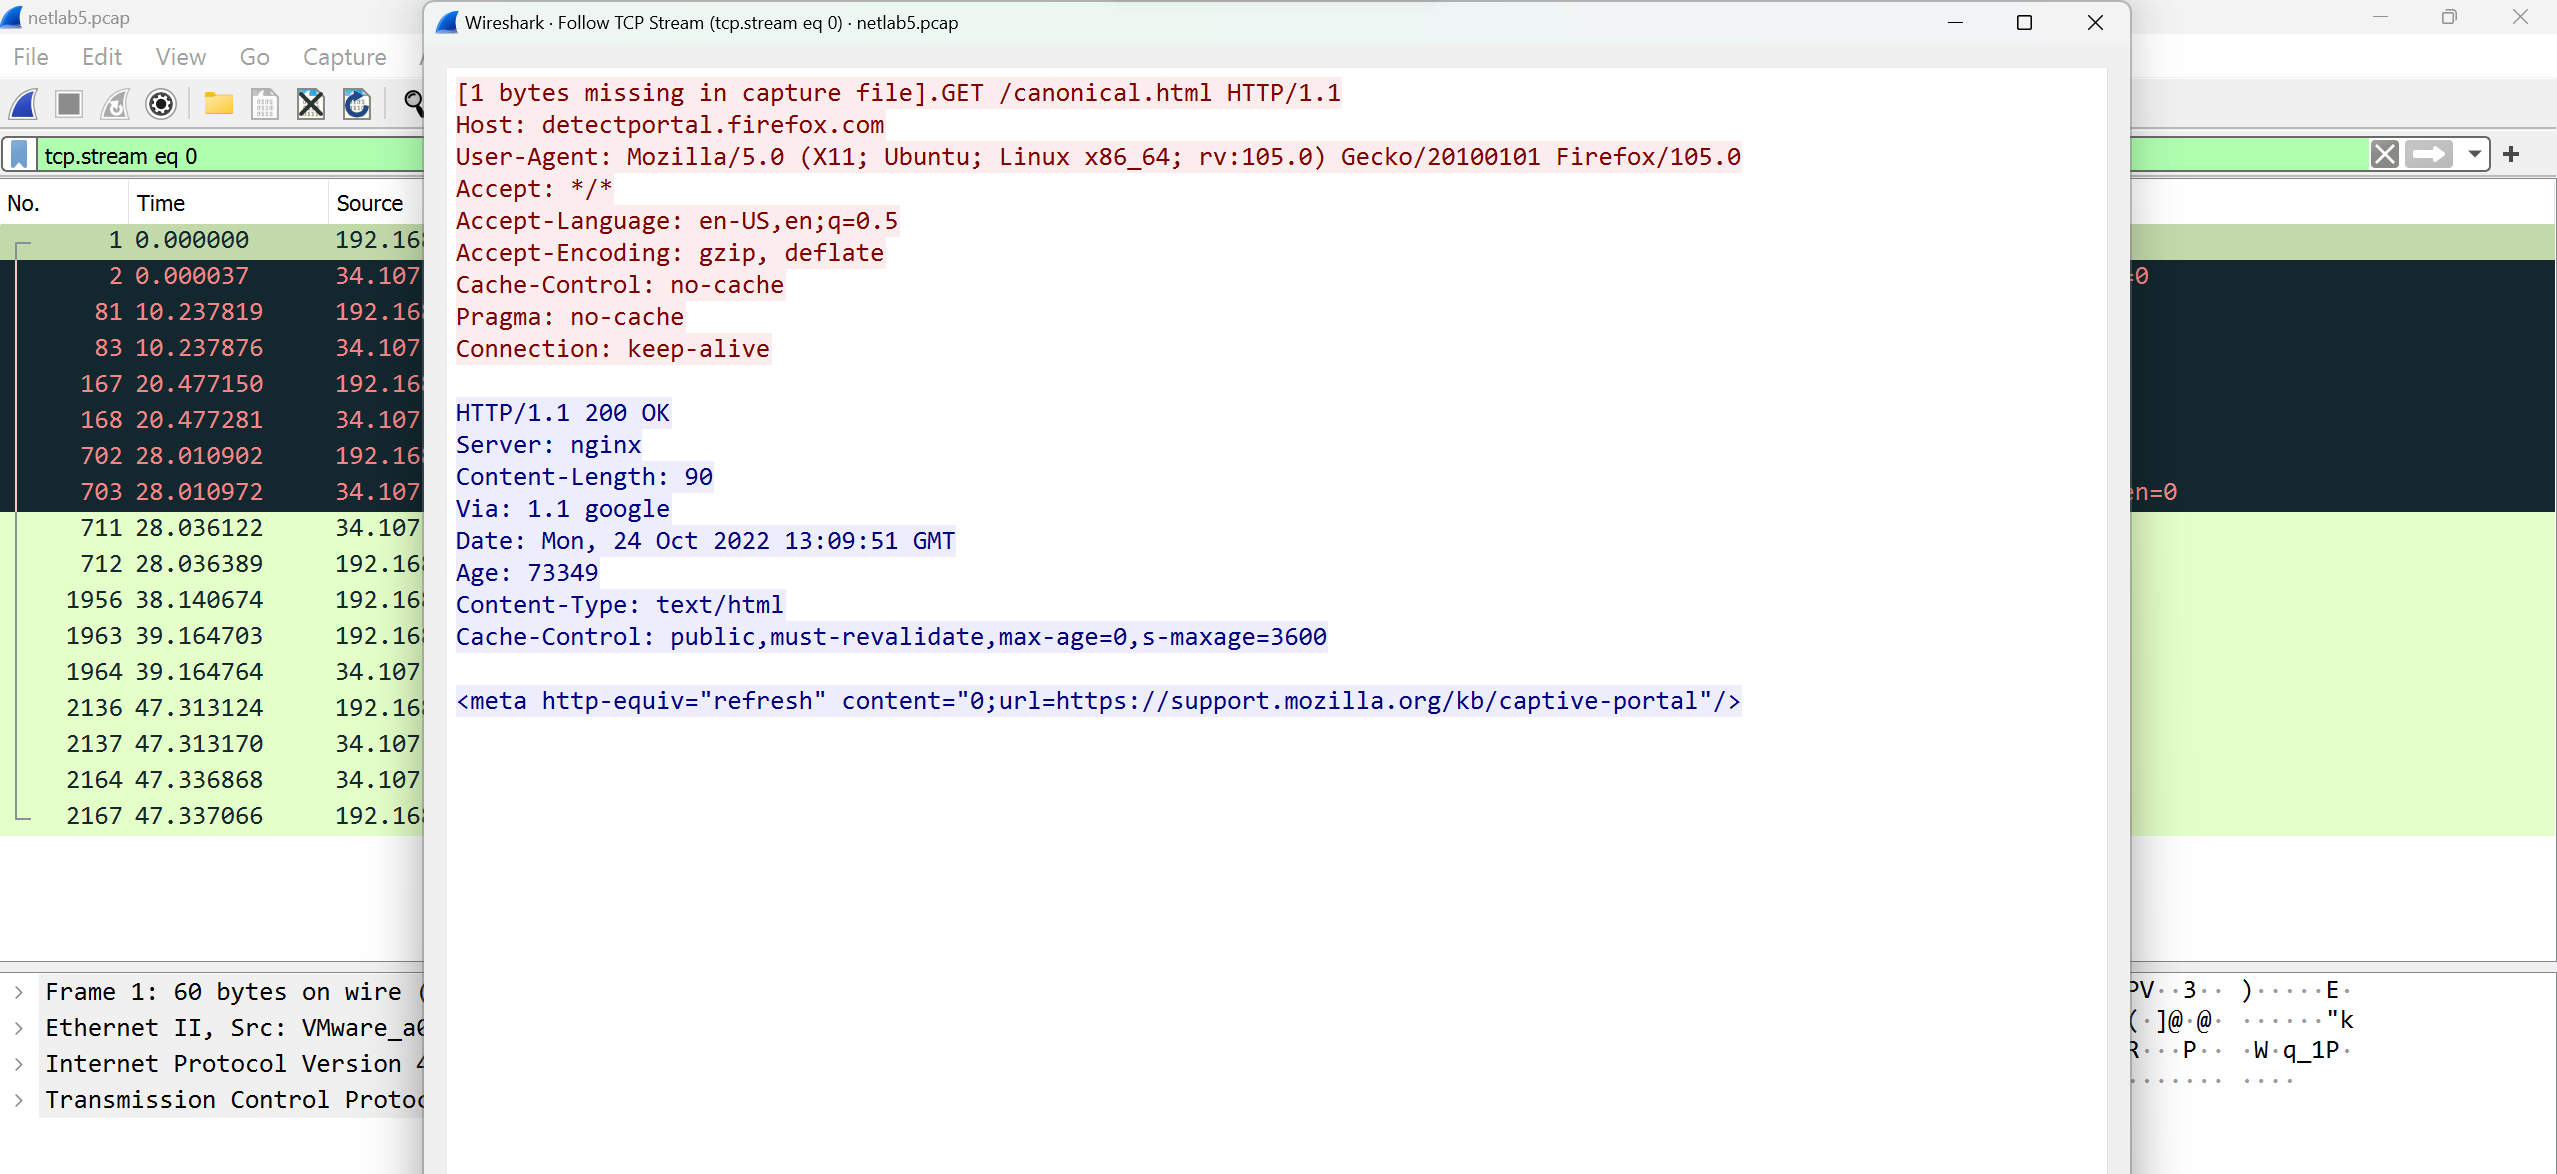 netlab5.pcap
Wireshark · Follow TCP Stream (tcp.stream eq 0) · netlab5.pcap
File Edit View Go Capture
tcp.stream eq 0
No. Time Source
1 0.000000 192.168
2 0.000037 34.107
81 10.237819 192.168
83 10.237876 34.107
167 20.477150 192.168
168 20.477281 34.107
702 28.010902 192.168
703 28.010972 34.107
711 28.036122 34.107
712 28.036389 192.168
1956 38.140674 192.168
1963 39.164703 192.168
1964 39.164764 34.107
2136 47.313124 192.168
2137 47.313170 34.107
2164 47.336868 34.107
2167 47.337066 192.168
[1 bytes missing in capture file].GET /canonical.html HTTP/1.1
Host: detectportal.firefox.com
User-Agent: Mozilla/5.0 (X11; Ubuntu; Linux x86_64; rv:105.0) Gecko/20100101 Firefox/105.0
Accept: */*
Accept-Language: en-US,en;q=0.5
Accept-Encoding: gzip, deflate
Cache-Control: no-cache
Pragma: no-cache
Connection: keep-alive
HTTP/1.1 200 OK
Server: nginx
Content-Length: 90
Via: 1.1 google
Date: Mon, 24 Oct 2022 13:09:51 GMT
Age: 73349
Content-Type: text/html
Cache-Control: public,must-revalidate,max-age=0,s-maxage=3600
<meta http-equiv="refresh" content="0;url=https://support.mozilla.org/kb/captive-portal"/>
=0
en=0
Frame 1: 60 bytes on wire (
Ethernet II, Src: VMware_a0
Internet Protocol Version 4
Transmission Control Protoc
PV··3·· )·····E·
(·]@·@· ······"k
R···P·· ·W·q_1P·
······· ····